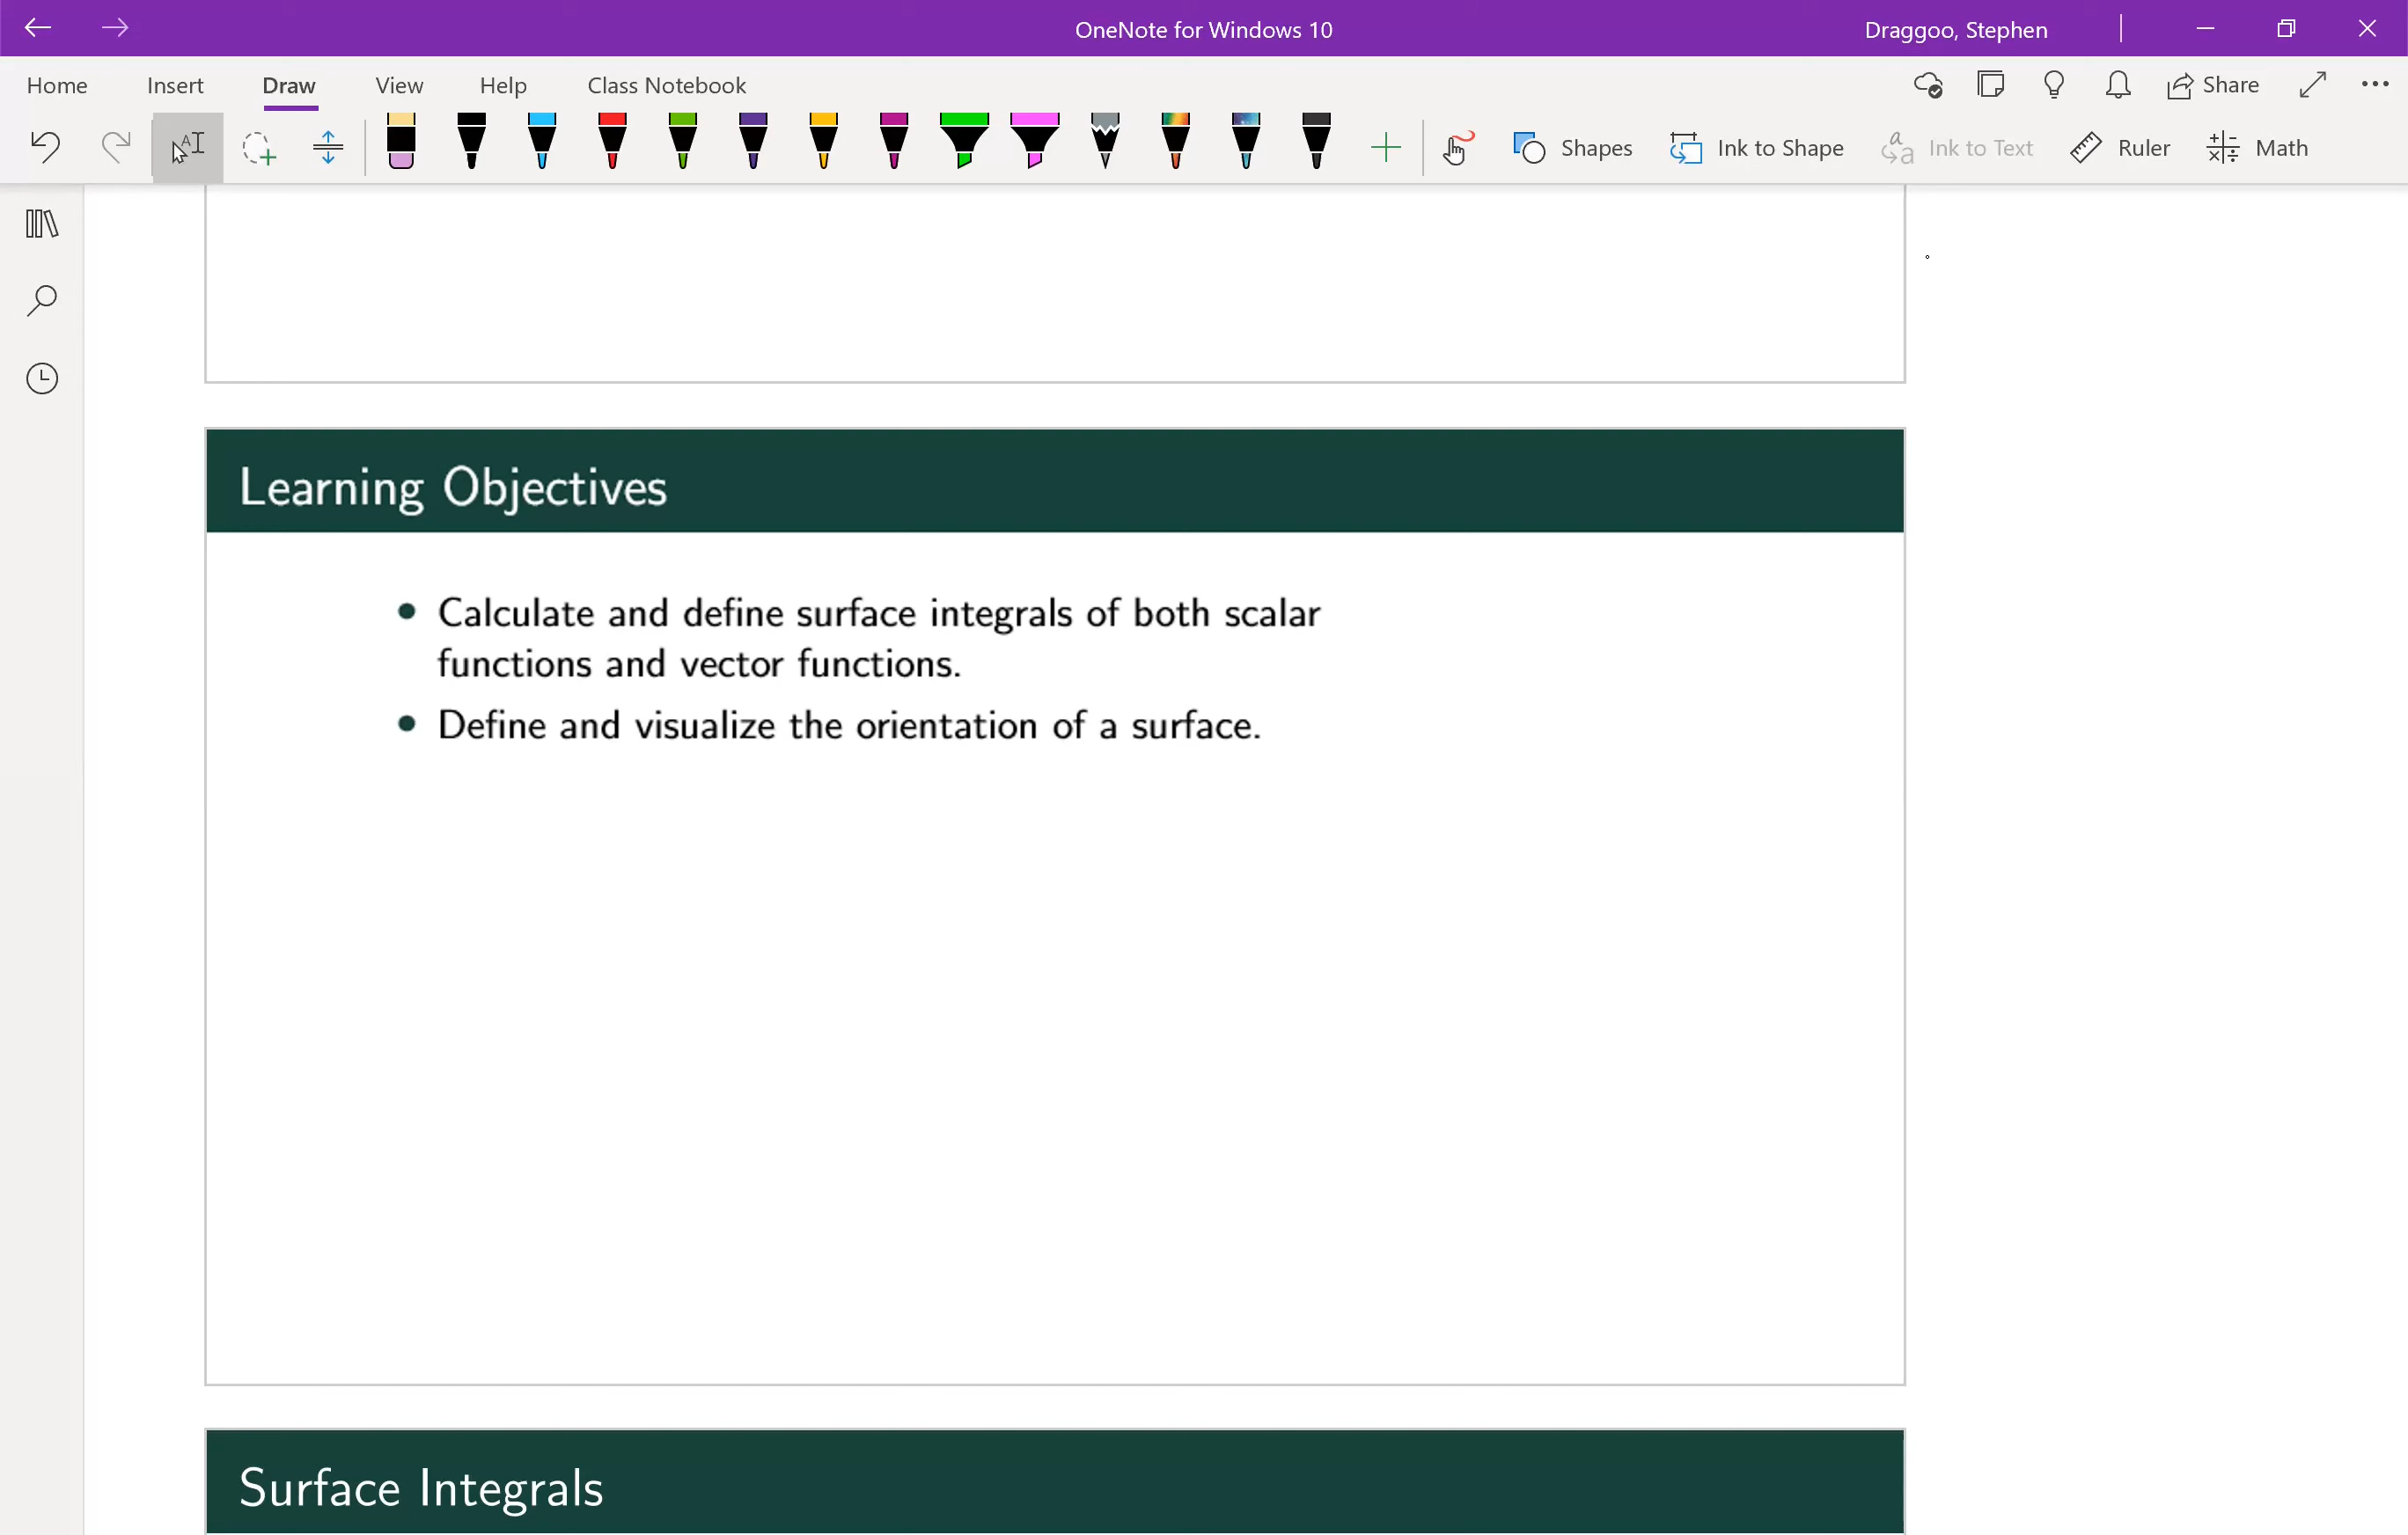 OneNote for Windows 10
Draggoo, Stephen
Home Insert Draw View Help Class Notebook
Share
Shapes Ink to Shape Ink to Text Ruler Math
Learning Objectives
• Calculate and define surface integrals of both scalar
functions and vector functions.
• Define and visualize the orientation of a surface.
Surface Integrals